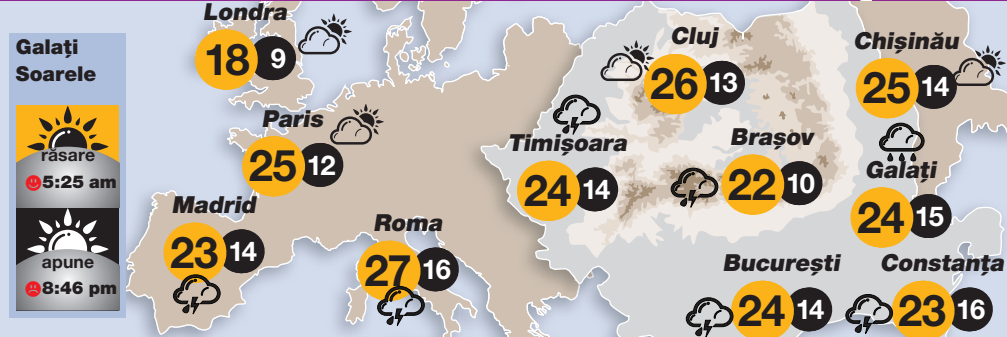 Galați
Soarele
răsare
5:25 am
apune
8:46 pm
Londra
18 9
Paris
25 12
Madrid
23 14
Roma
27 16
Timișoara
24 14
Cluj
26 13
Brașov
22 10
Chișinău
25 14
Galați
24 15
București
24 14
Constanța
23 16